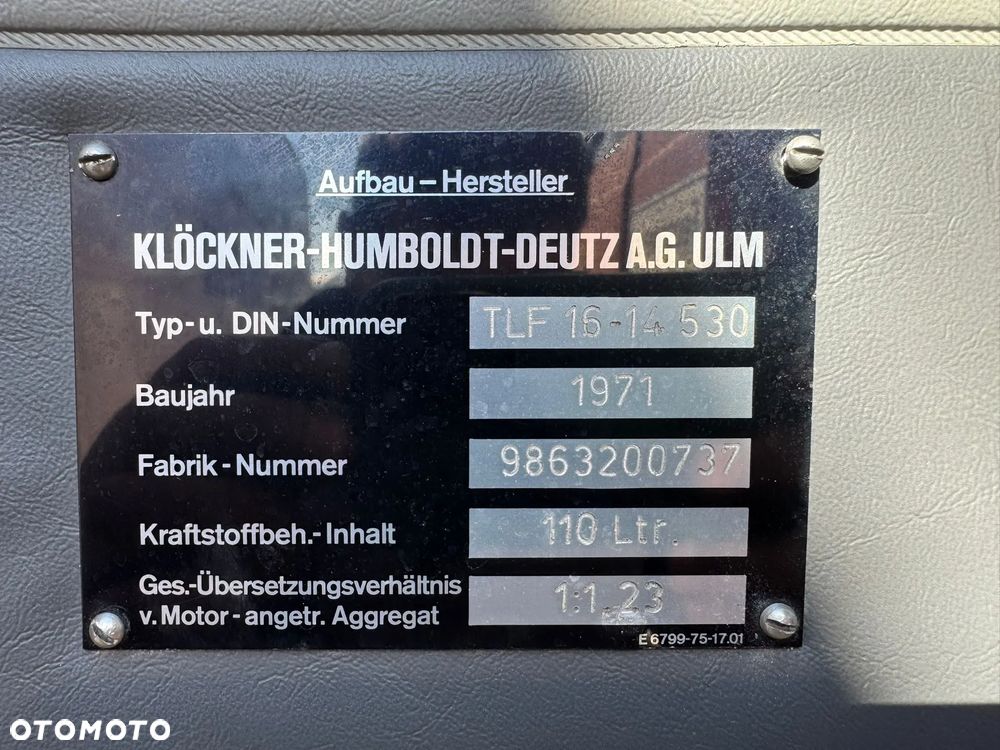 Aufbau-Hersteller
KLÖCKNER-HUMBOLDT-DEUTZ A.G. ULM
Typ-u. DIN-Nummer TLF 16-14 530
Baujahr 1971
Fabrik-Nummer 9863200737
Kraftstoffbeh.-Inhalt 110 Ltr.
Ges.-Übersetzungsverhältnis
v. Motor-angetr. Aggregat 1:1.23
E 6799-75-17.01
OTOMOTO